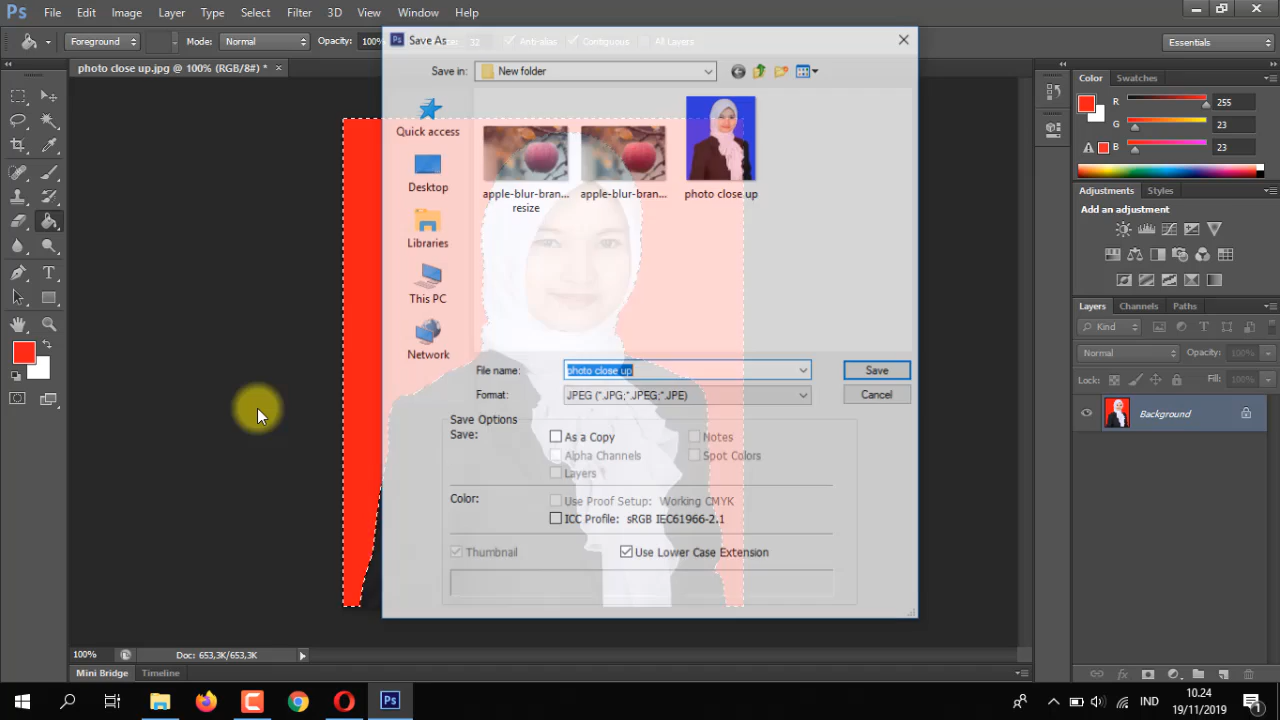 Ps File Edit Image Layer Type Select Filter 3D View Window Help
Foreground Mode: Normal Opacity: 100% 32 Anti-alias Contiguous All Layers Essentials
photo close up.jpg @ 100% (RGB/8#) *
Save As
Save in: New folder
Quick access
Desktop
Libraries
This PC
Network
apple-blur-bran... resize
apple-blur-bran...
photo close up
File name: photo close up Save
Format: JPEG (*.JPG;*.JPEG;*.JPE) Cancel
Save Options
Save: As a Copy Notes
Alpha Channels Spot Colors
Layers
Color: Use Proof Setup: Working CMYK
ICC Profile: sRGB IEC61966-2.1
Thumbnail Use Lower Case Extension
Color Swatches
R 255
G 23
B 23
Adjustments Styles
Add an adjustment
Layers Channels Paths
Kind
Normal Opacity: 100%
Lock: Fill: 100%
Background
100% Doc: 653,3K/653,3K
Mini Bridge Timeline
Ps IND 10.24
19/11/2019 1